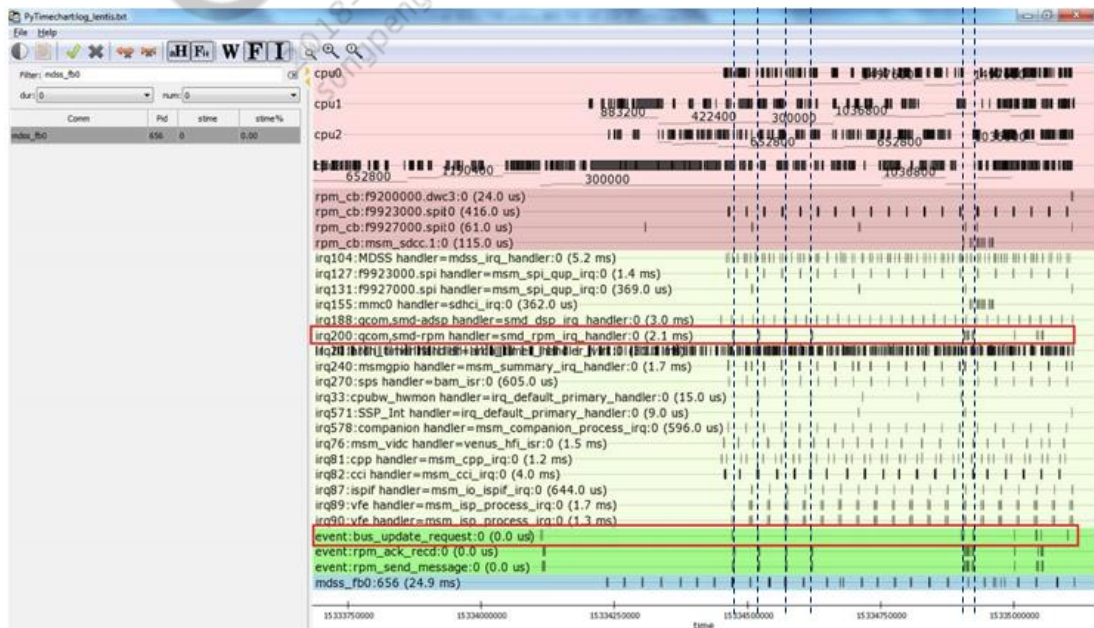 PyTimechart:log_lentis.txt
File Help
aH Fit W F I
Filter: mdss_fb0
dur: 0 num: 0
Comm Pid stime stime%
mdss_fb0 656 0 0.00
cpu0
cpu1
883200 422400 300000 1036800
cpu2
652800 652800
652800 1190400 300000 1036800
rpm_cb:f9200000.dwc3:0 (24.0 us)
rpm_cb:f9923000.spi:0 (416.0 us)
rpm_cb:f9927000.spi:0 (61.0 us)
rpm_cb:msm_sdcc.1:0 (115.0 us)
irq104:MDSS handler=mdss_irq_handler:0 (5.2 ms)
irq127:f9923000.spi handler=msm_spi_qup_irq:0 (1.4 ms)
irq131:f9927000.spi handler=msm_spi_qup_irq:0 (369.0 us)
irq155:mmc0 handler=sdhci_irq:0 (362.0 us)
irq188:qcom,smd-adsp handler=smd_dsp_irq_handler:0 (3.0 ms)
irq200:qcom,smd-rpm handler=smd_rpm_irq_handler:0 (2.1 ms)
irq240:msmgpio handler=msm_summary_irq_handler:0 (1.7 ms)
irq270:sps handler=bam_isr:0 (605.0 us)
irq33:cpubw_hwmon handler=irq_default_primary_handler:0 (15.0 us)
irq571:SSP_Int handler=irq_default_primary_handler:0 (9.0 us)
irq578:companion handler=msm_companion_process_irq:0 (596.0 us)
irq76:msm_vidc handler=venus_hfi_isr:0 (1.5 ms)
irq81:cpp handler=msm_cpp_irq:0 (1.2 ms)
irq82:cci handler=msm_cci_irq:0 (4.0 ms)
irq87:ispif handler=msm_io_ispif_irq:0 (644.0 us)
irq89:vfe handler=msm_isp_process_irq:0 (1.7 ms)
irq90:vfe handler=msm_isp_process_irq:0 (1.3 ms)
event:bus_update_request:0 (0.0 us)
event:rpm_ack_recd:0 (0.0 us)
event:rpm_send_message:0 (0.0 us)
mdss_fb0:656 (24.9 ms)
15333750000 15334000000 15334250000 15334500000 15334750000 15335000000
time